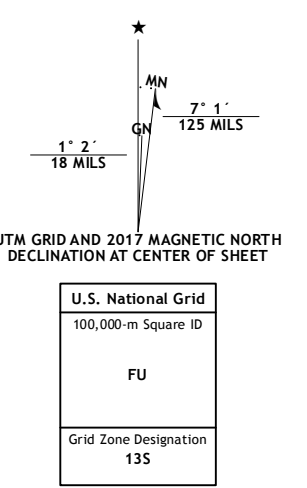 ★
MN
7° 1´
125 MILS
GN
1° 2´
18 MILS
UTM GRID AND 2017 MAGNETIC NORTH
DECLINATION AT CENTER OF SHEET
U.S. National Grid
100,000-m Square ID
FU
Grid Zone Designation
13S